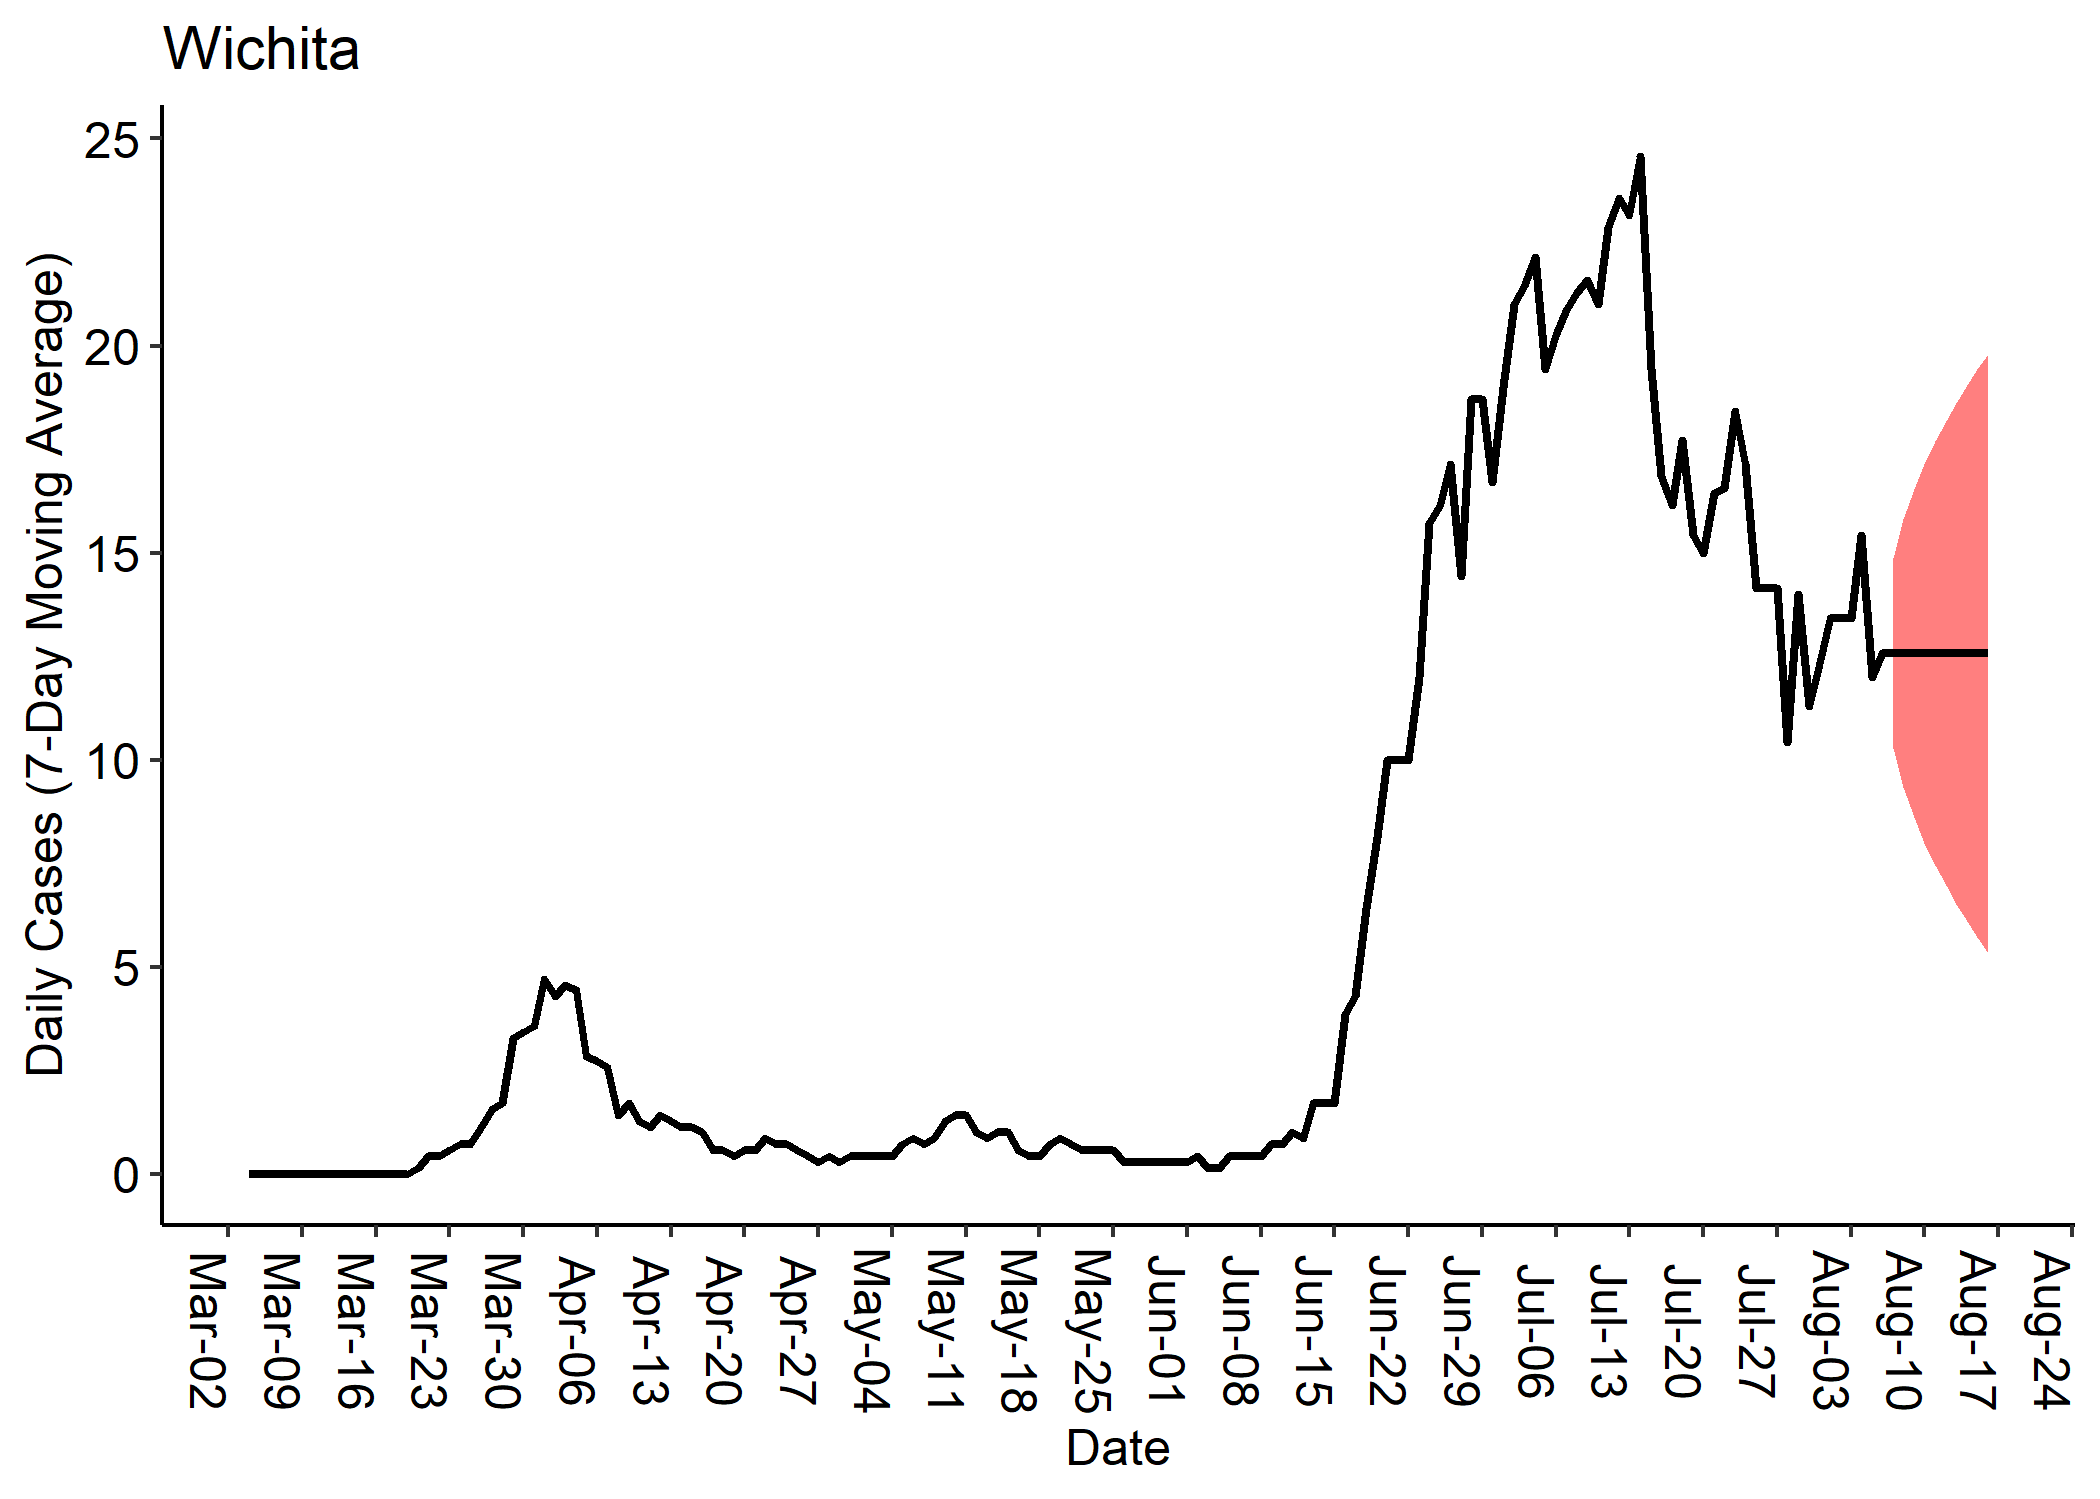 Wichita
Daily Cases (7-Day Moving Average)
25
20
15
10
5
0
Mar-02
Mar-09
Mar-16
Mar-23
Mar-30
Apr-06
Apr-13
Apr-20
Apr-27
May-04
May-11
May-18
May-25
Jun-01
Jun-08
Jun-15
Jun-22
Jun-29
Jul-06
Jul-13
Jul-20
Jul-27
Aug-03
Aug-10
Aug-17
Aug-24
Date